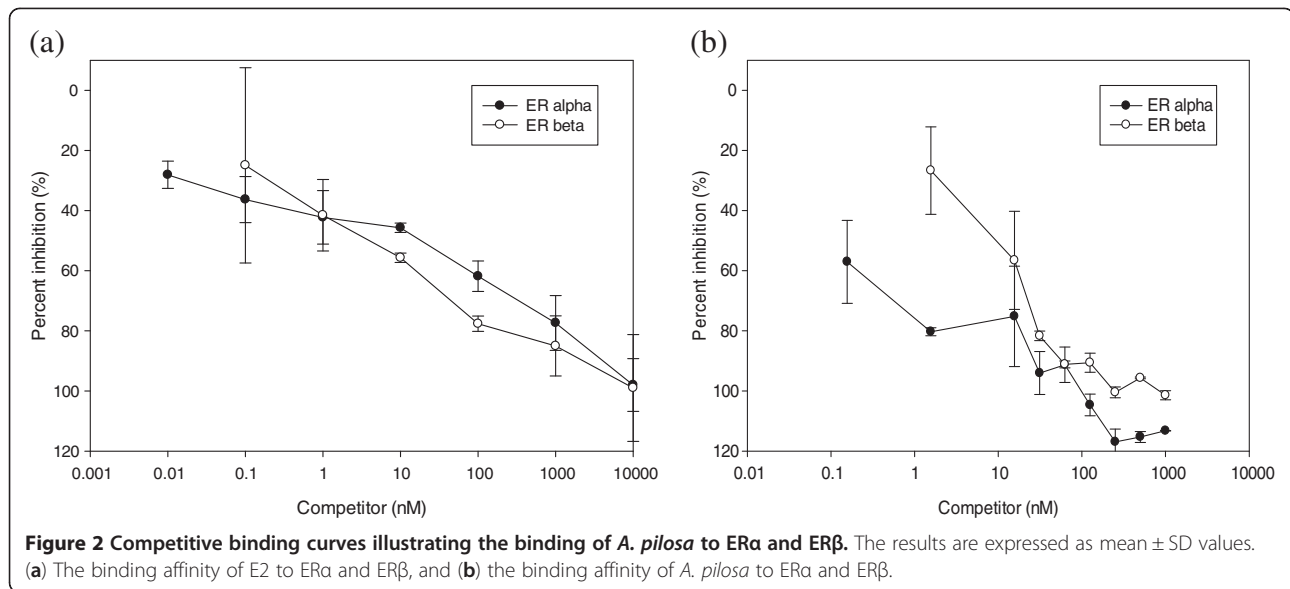 (a)
0
20
40
60
80
100
120
Percent inhibition (%)
ER alpha
ER beta
0.001 0.01 0.1 1 10 100 1000 10000
Competitor (nM)
(b)
0
20
40
60
80
100
120
Percent inhibition (%)
ER alpha
ER beta
0.1 1 10 100 1000
Competitor (nM)
Figure 2 Competitive binding curves illustrating the binding of A. pilosa to ERα and ERβ. The results are expressed as mean ± SD values.
(a) The binding affinity of E2 to ERα and ERβ, and (b) the binding affinity of A. pilosa to ERα and ERβ.